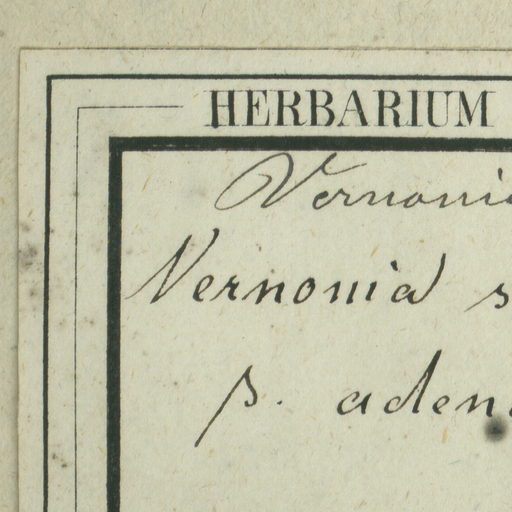 HERBARIUM
Vernonia
Vernonia s
β. aden